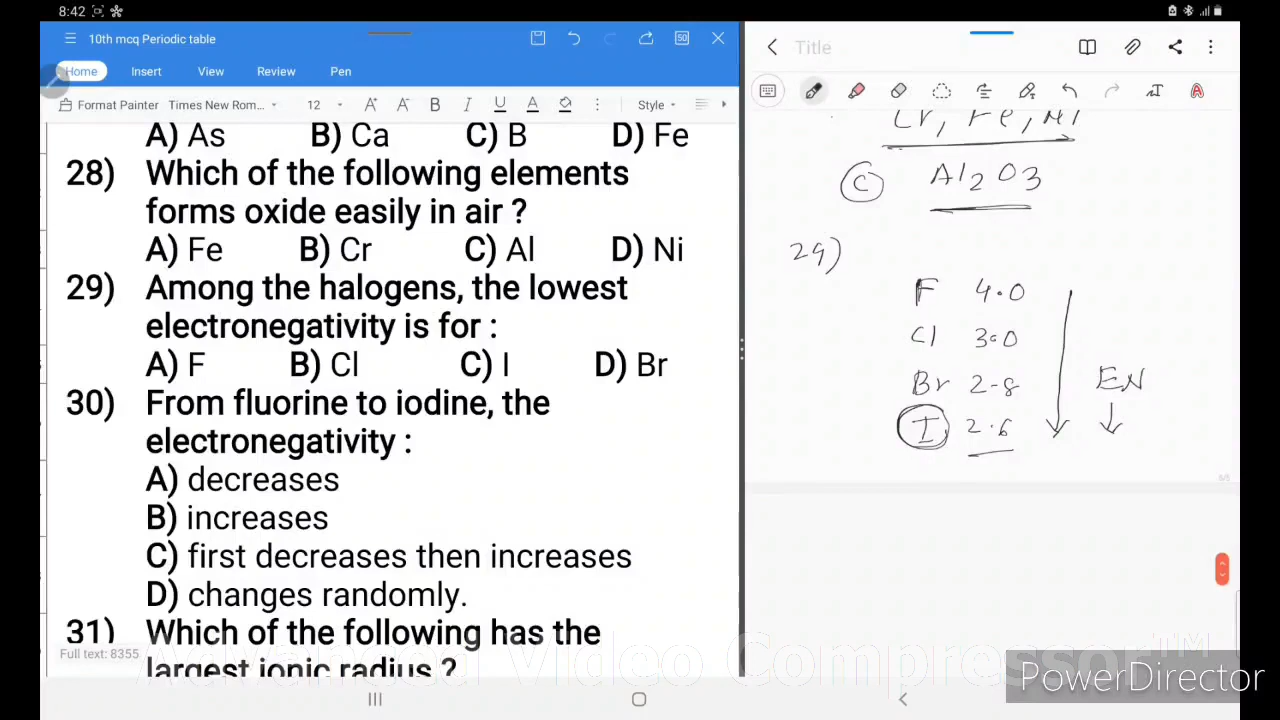 8:42
10th mcq Periodic table
50
Home Insert View Review Pen
Format Painter Times New Rom... 12 B I U A Style
A) As B) Ca C) B D) Fe
28) Which of the following elements
forms oxide easily in air ?
A) Fe B) Cr C) Al D) Ni
29) Among the halogens, the lowest
electronegativity is for :
A) F B) Cl C) I D) Br
30) From fluorine to iodine, the
electronegativity :
A) decreases
B) increases
C) first decreases then increases
D) changes randomly.
31) Which of the following has the
largest ionic radius ?
Full text: 8355
Title
Cr, Fe, Ni
C Al2O3
29)
F 4.0
Cl 3.0
Br 2.8
I 2.6
EN ↓
Advanced Video Compressor™
PowerDirector